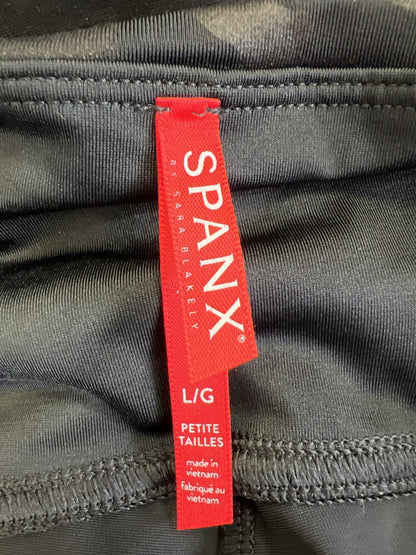 SPANX®
BY SARA BLAKELY
L/G
PETITE
TAILLES
made in
vietnam
fabriqué au
vietnam